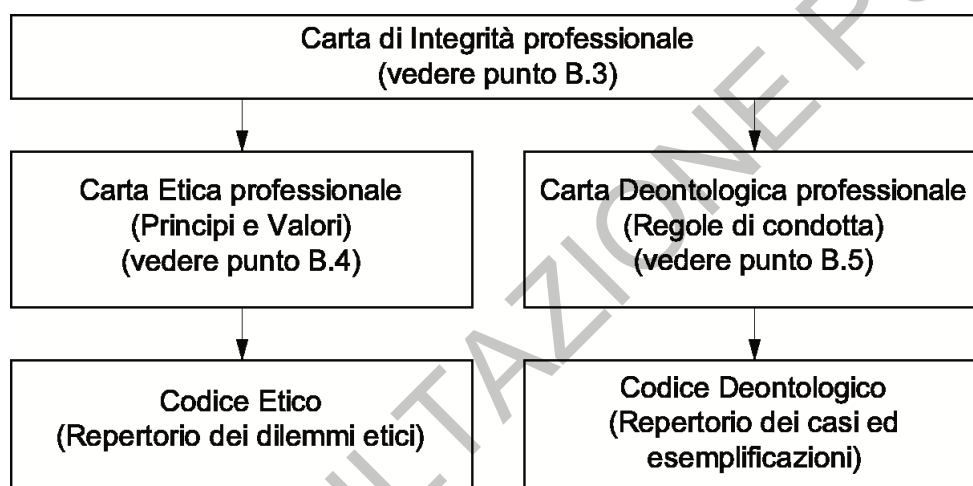 Carta di Integrità professionale
(vedere punto B.3)
Carta Etica professionale
(Principi e Valori)
(vedere punto B.4)
Carta Deontologica professionale
(Regole di condotta)
(vedere punto B.5)
Codice Etico
(Repertorio dei dilemmi etici)
Codice Deontologico
(Repertorio dei casi ed
esemplificazioni)